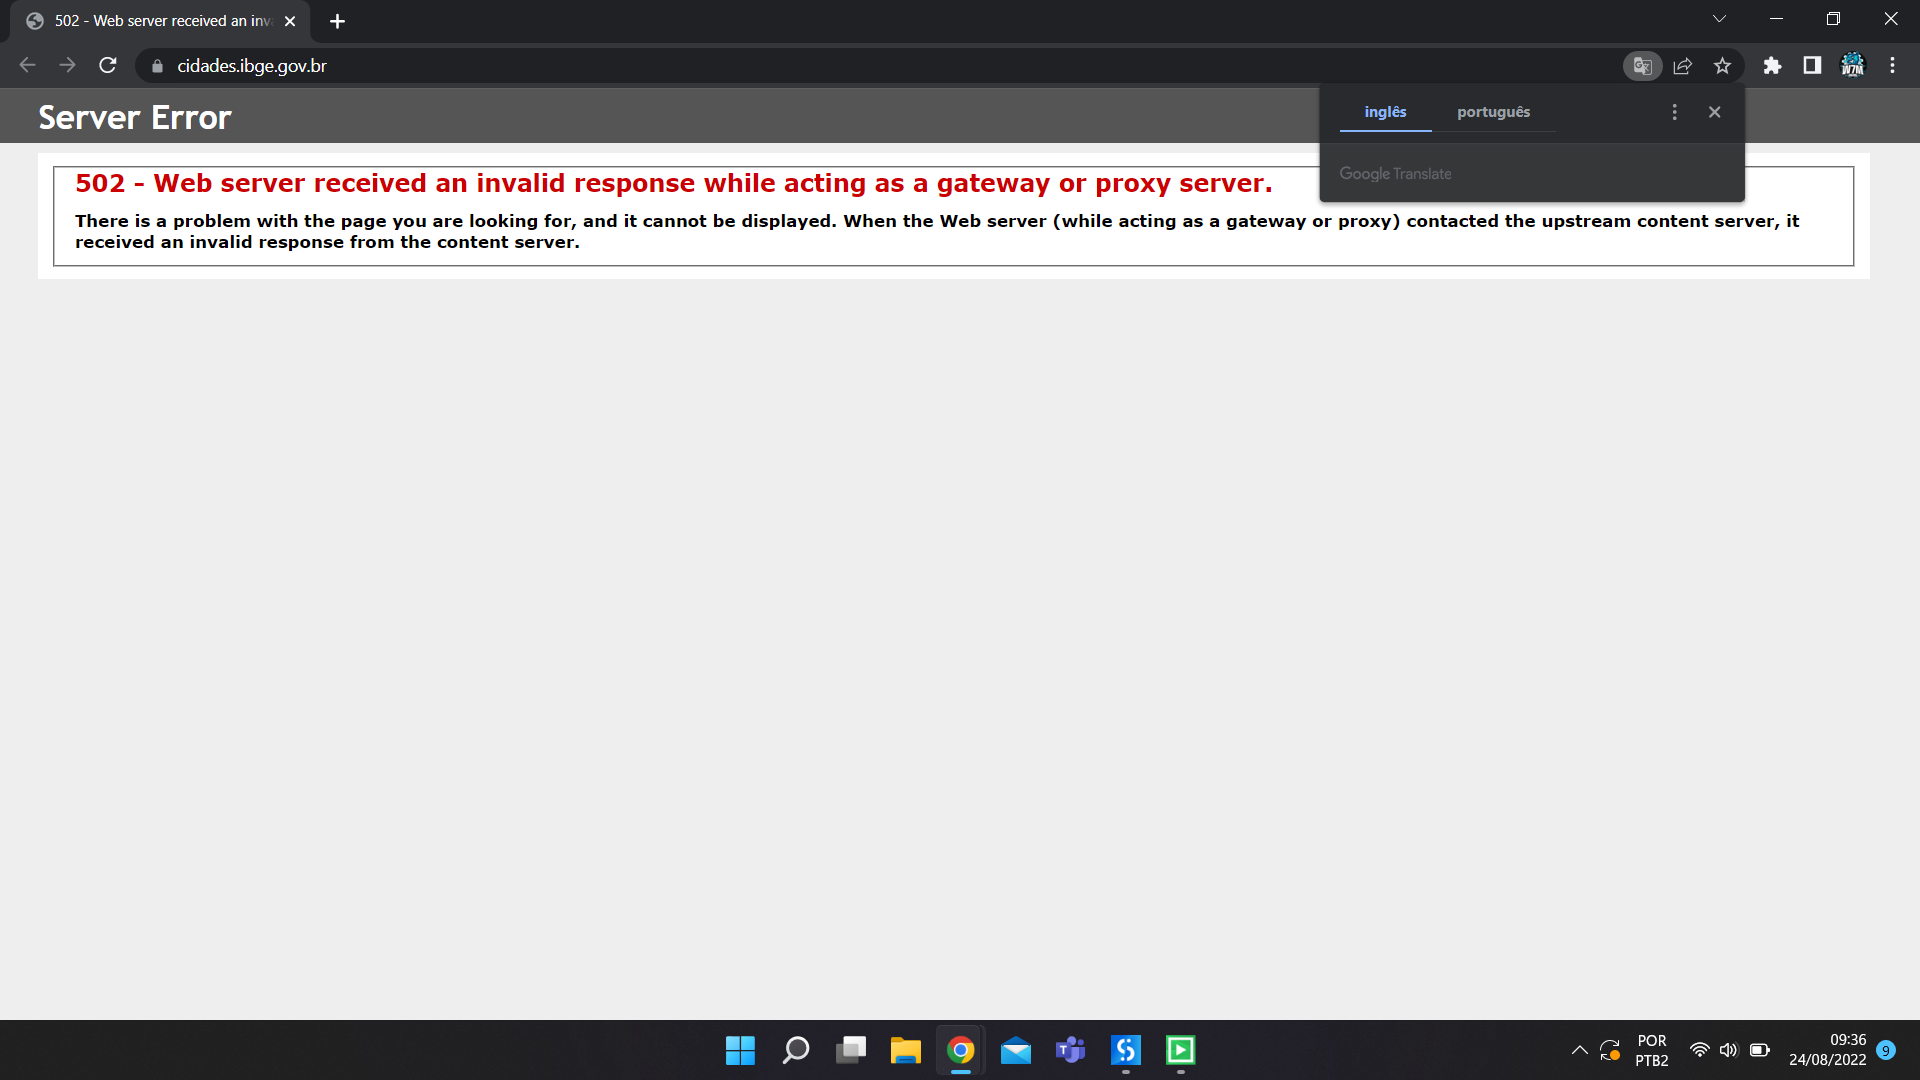 502 - Web server received an inv
cidades.ibge.gov.br
inglês
português
Google Translate
Server Error
502 - Web server received an invalid response while acting as a gateway or proxy server.
There is a problem with the page you are looking for, and it cannot be displayed. When the Web server (while acting as a gateway or proxy) contacted the upstream content server, it
received an invalid response from the content server.
POR
PTB2
09:36
24/08/2022
9